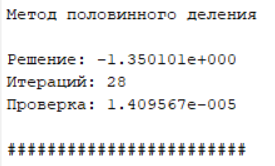 Метод половинного деления
Решение: -1.350101e+000
Итераций: 28
Проверка: 1.409567e-005
########################